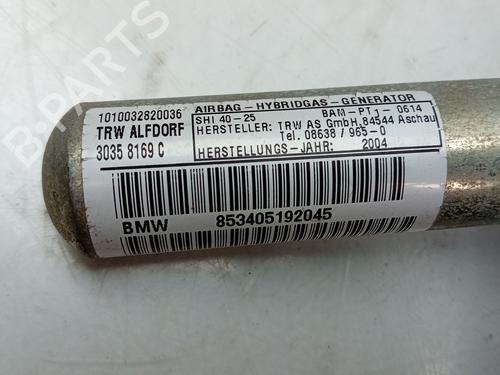 1010032820036
TRW ALFDORF
3035 8169 C
AIRBAG - HYBRIDGAS - GENERATOR
SHI 40-25 BAM-PT1-0614
HERSTELLER: TRW AS GmbH, 84544 Aschau
Tel. 08638/965-0
HERSTELLUNGS-JAHR: 2004
BMW 853405192045
B-PARTS